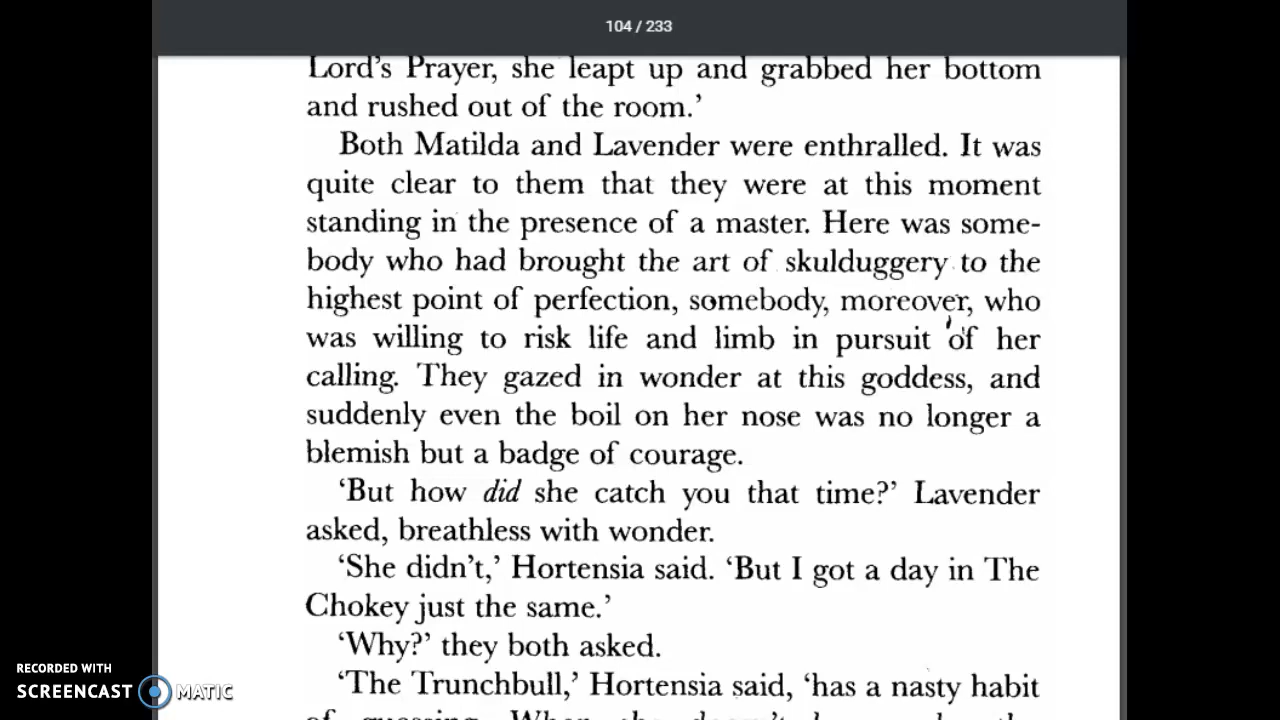 104 / 233
Lord's Prayer, she leapt up and grabbed her bottom
and rushed out of the room.’
Both Matilda and Lavender were enthralled. It was
quite clear to them that they were at this moment
standing in the presence of a master. Here was some-
body who had brought the art of skulduggery to the
highest point of perfection, somebody, moreover, who
was willing to risk life and limb in pursuit of her
calling. They gazed in wonder at this goddess, and
suddenly even the boil on her nose was no longer a
blemish but a badge of courage.
‘But how did she catch you that time?’ Lavender
asked, breathless with wonder.
‘She didn't,’ Hortensia said. ‘But I got a day in The
Chokey just the same.’
‘Why?’ they both asked.
‘The Trunchbull,’ Hortensia said, ‘has a nasty habit
RECORDED WITH
SCREENCAST MATIC